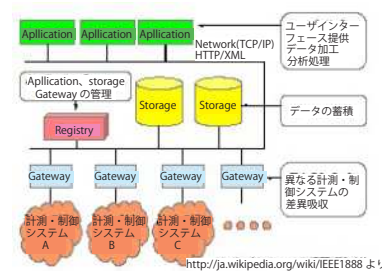 Apllication
Apllication
Apllication
ユーザインター
フェース提供
データ加工
分析処理
Network(TCP/IP)
HTTP/XML
Apllication、storage
Gateway の管理
Storage
Storage
データの蓄積
Registry
Gateway
Gateway
Gateway
Gateway
異なる計測・制
御システムの
差異吸収
計測・制御
システム
A
計測・制御
システム
B
計測・制御
システム
C
http://ja.wikipedia.org/wiki/IEEE1888 より